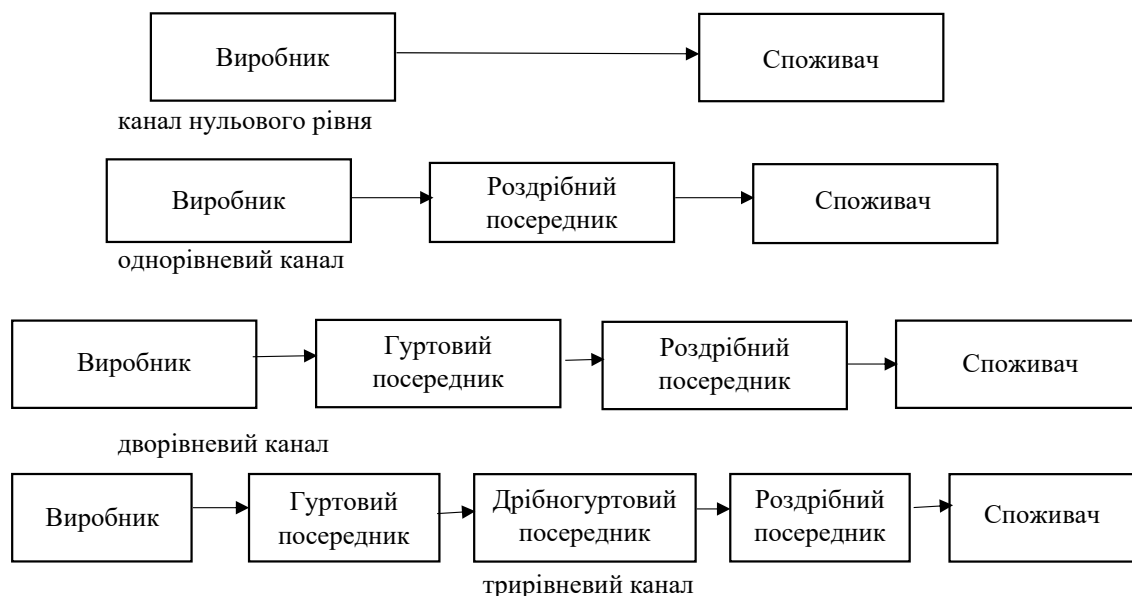 Виробник
Споживач
канал нульового рівня
Виробник
Роздрібний
посередник
Споживач
однорівневий канал
Виробник
Гуртовий
посередник
Роздрібний
посередник
Споживач
дворівневий канал
Виробник
Гуртовий
посередник
Дрібногуртовий
посередник
Роздрібний
посередник
Споживач
трирівневий канал